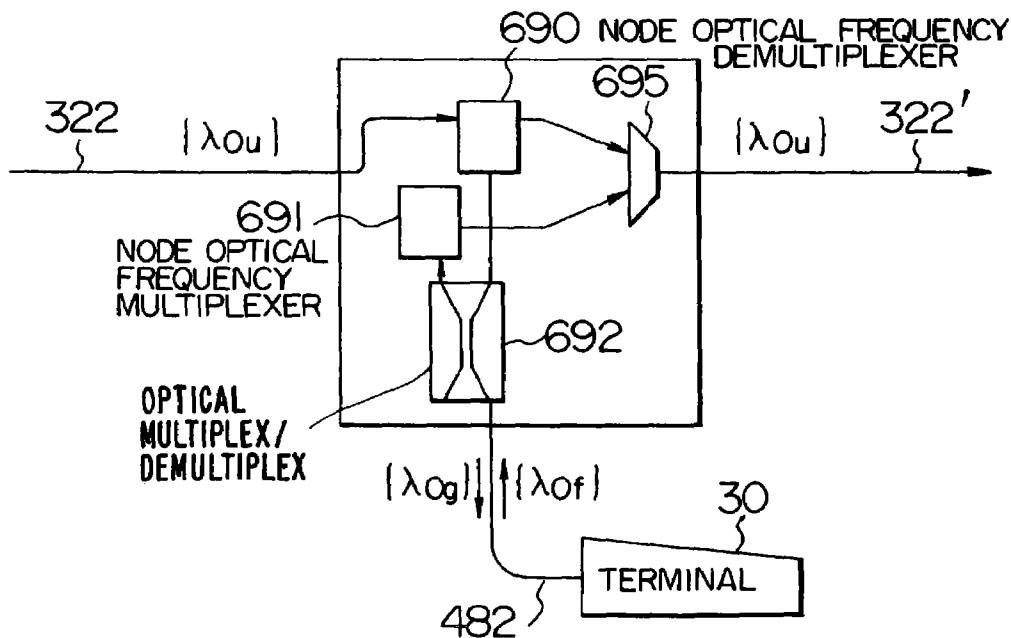 690 NODE OPTICAL FREQUENCY
DEMULTIPLEXER
695
322
{λOu}
{λOu}
322'
691
NODE OPTICAL
FREQUENCY
MULTIPLEXER
692
OPTICAL
MULTIPLEX/
DEMULTIPLEX
{λOg} {λOf}
30
TERMINAL
482